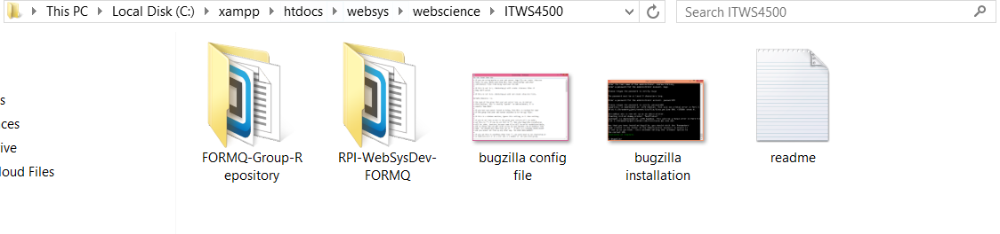 This PC Local Disk (C:) xampp htdocs websys webscience ITWS4500
Search ITWS4500
s
ces
ive
loud Files
FORMQ-Group-R
epository
RPI-WebSysDev-
FORMQ
bugzilla config
file
bugzilla
installation
readme